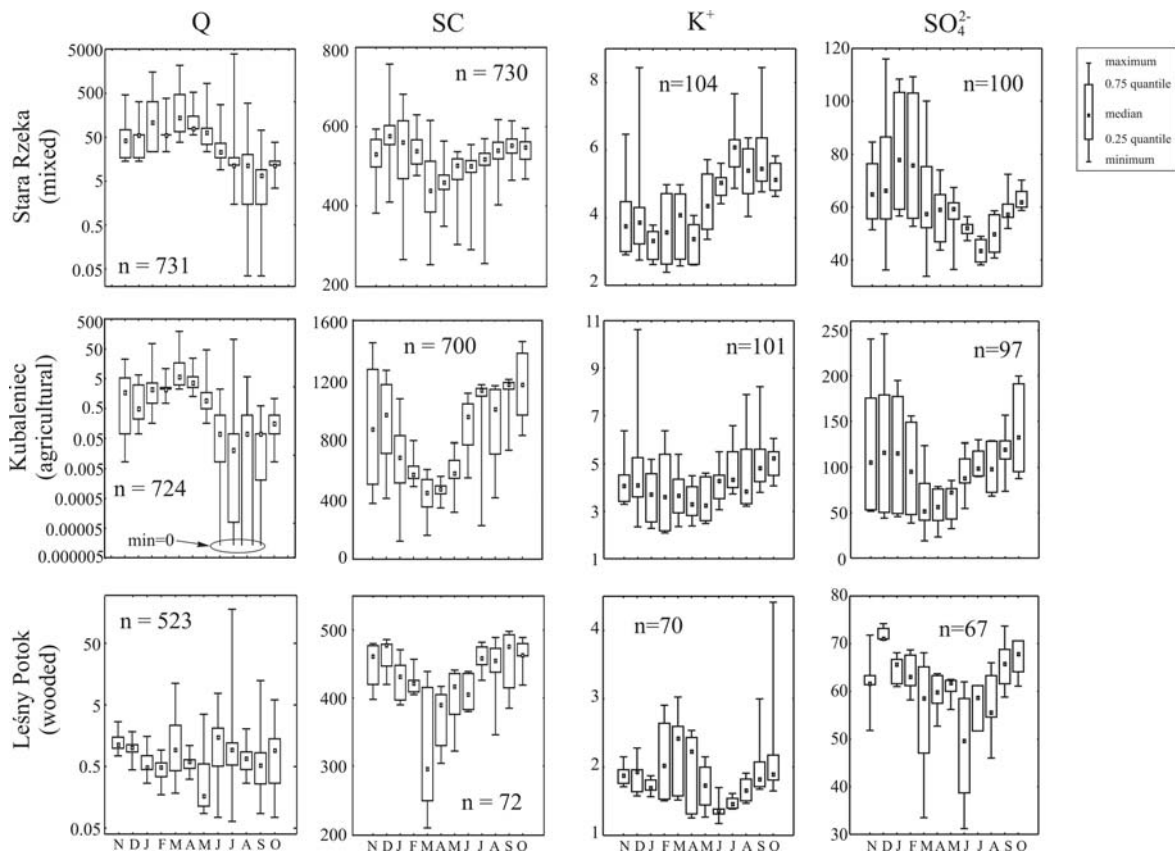 Q SC K+ SO₄²⁻
Stara Rzeka
(mixed)
5000
500
50
5
0.5
0.05
n = 731
800
600
400
200
n = 730
8
6
4
2
n=104
120
100
80
60
40
n=100
maximum
0.75 quantile
median
0.25 quantile
minimum
Kubaleniec
(agricultural)
500
50
5
0.5
0.05
0.005
0.0005
0.00005
0.000005
n = 724
min=0
1600
1200
800
400
0
n = 700
11
9
7
5
3
1
n=101
300
250
200
150
100
50
0
n=97
Leśny Potok
(wooded)
50
5
0.5
0.05
n = 523
500
400
300
200
n = 72
4
3
2
1
n=70
80
70
60
50
40
30
n=67
N D J F M A M J J A S O
N D J F M A M J J A S O
N D J F M A M J J A S O
N D J F M A M J J A S O